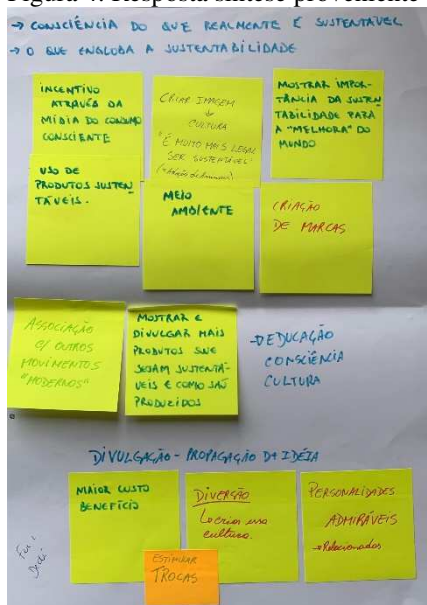 Figura 4. Resposta síntese proveniente
→ CONSCIÊNCIA DO QUE REALMENTE É SUSTENTÁVEL
→ O QUE ENGLOBA A SUSTENTABILIDADE
INCENTIVO
ATRAVÉS DA
MÍDIA DO CONSUMO
CONSCIENTE
CRIAR IMAGEM
CULTURA
"É MUITO MAIS LEGAL
SER SUSTENTÁVEL"
MOSTRAR IMPOR-
TÂNCIA DA SUSTEN
TABILIDADE PARA
A "MELHORA" DO
MUNDO
USO DE
PRODUTOS SUSTEN
TÁVEIS.
MEIO
AMBIENTE
CRIAÇÃO
DE MARCAS
ASSOCIAÇÃO
C/ OUTROS
MOVIMENTOS
"MODERNOS"
MOSTRAR E
DIVULGAR MAIS
PRODUTOS QUE
SEJAM SUSTENTÁ-
VEIS E COMO SÃO
PRODUZIDOS
→ EDUCAÇÃO
CONSCIÊNCIA
CULTURA
DIVULGAÇÃO - PROPAGAÇÃO DA IDÉIA
MAIOR CUSTO
BENEFÍCIO
DIVERSÃO
↳ criar uma
cultura.
PERSONALIDADES
ADMIRÁVEIS
→ Relacionados
ESTIMULAR
TROCAS